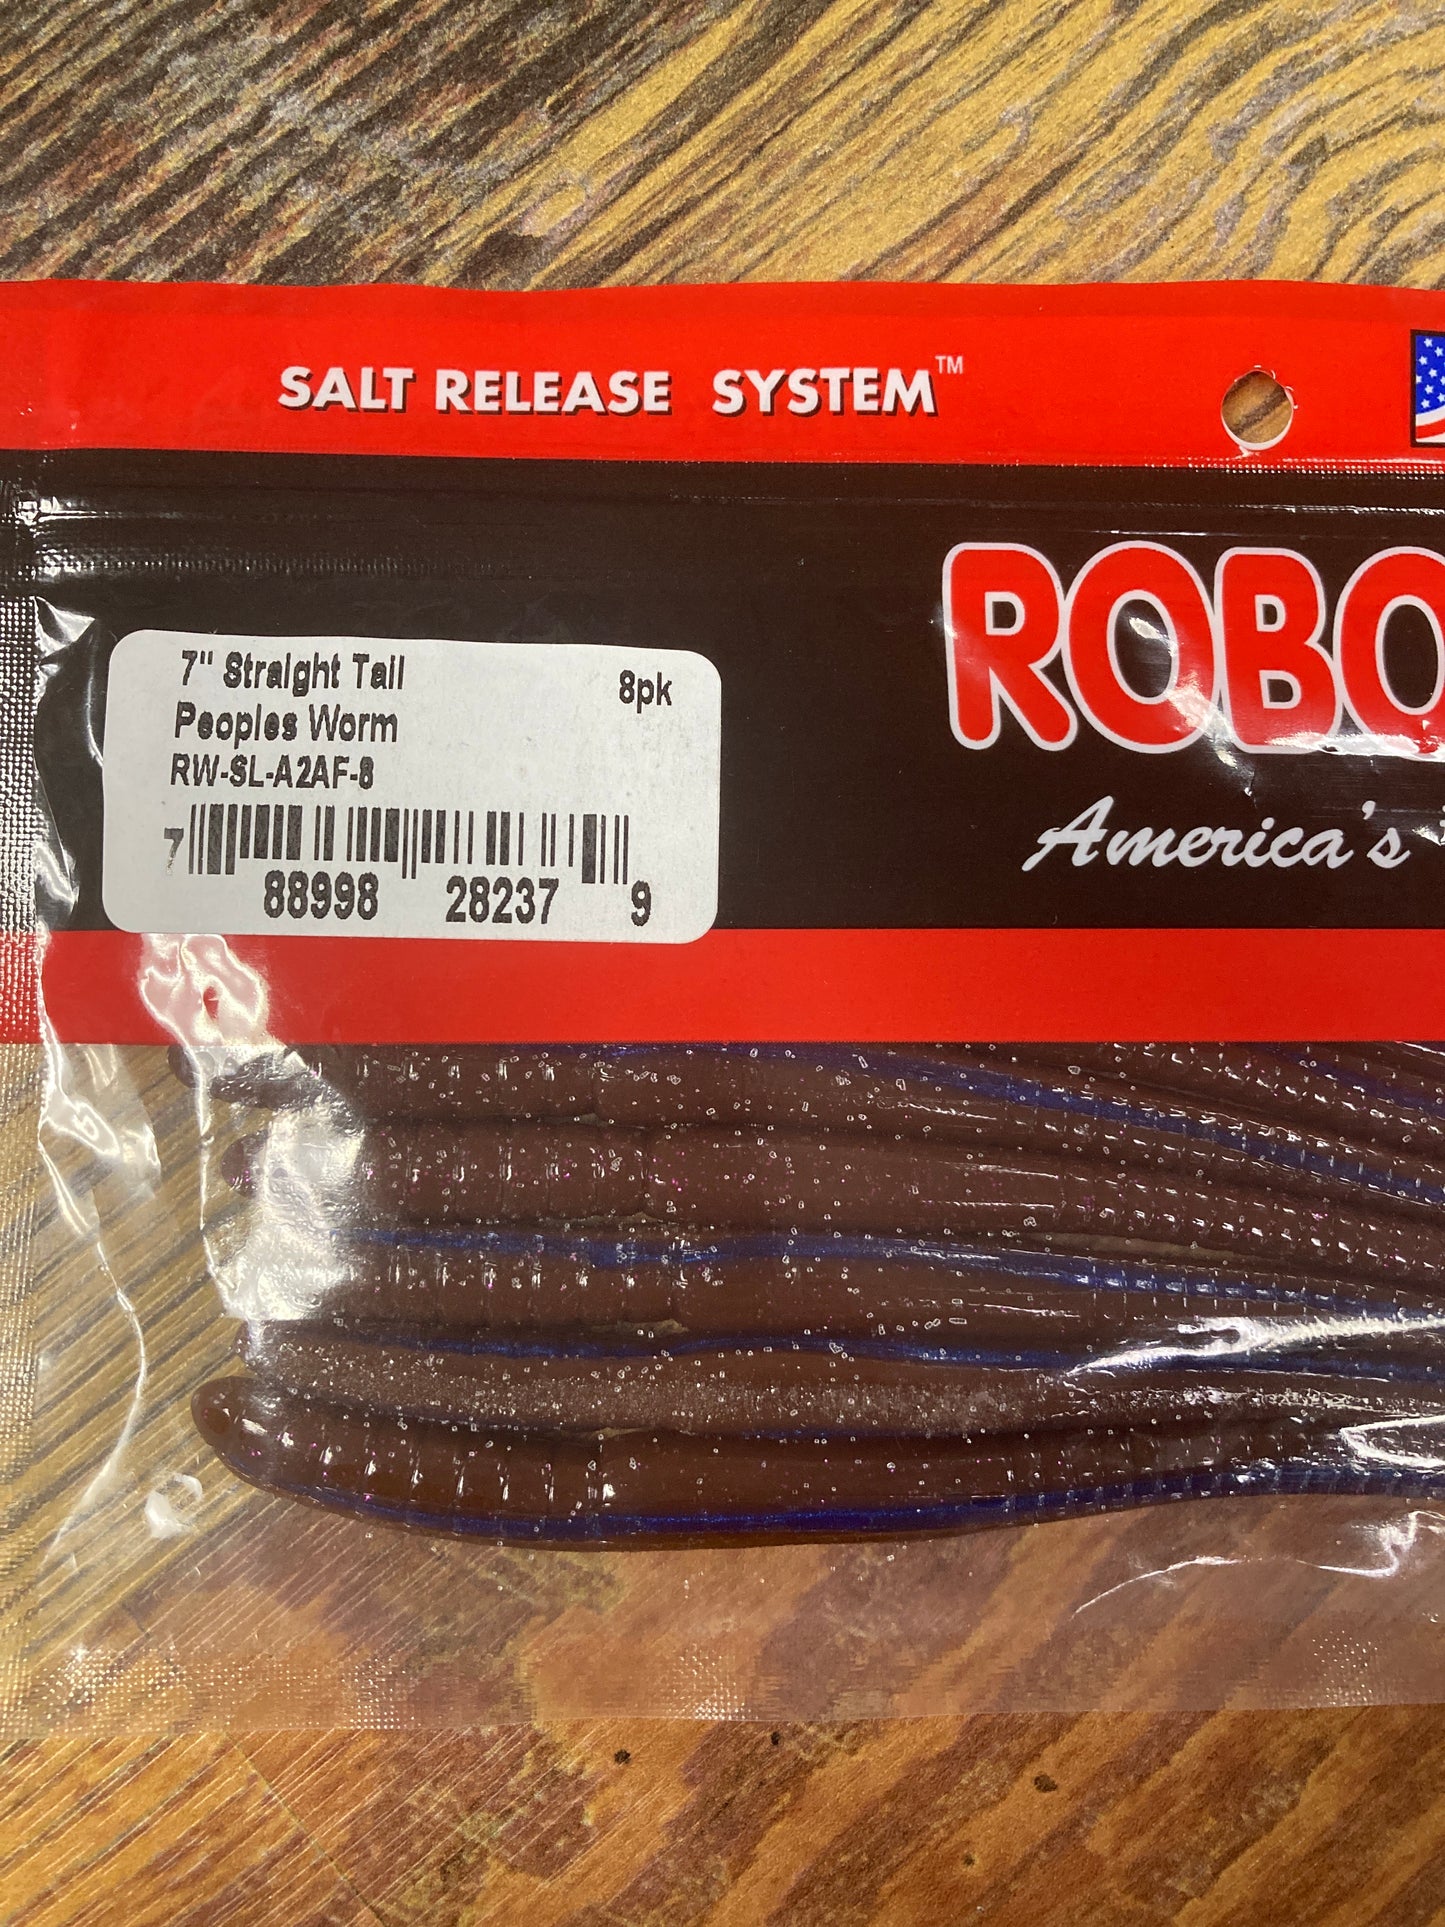 SALT RELEASE SYSTEM™
ROBO
America's
7" Straight Tail 8pk
Peoples Worm
RW-SL-A2AF-8
7 88998 28237 9